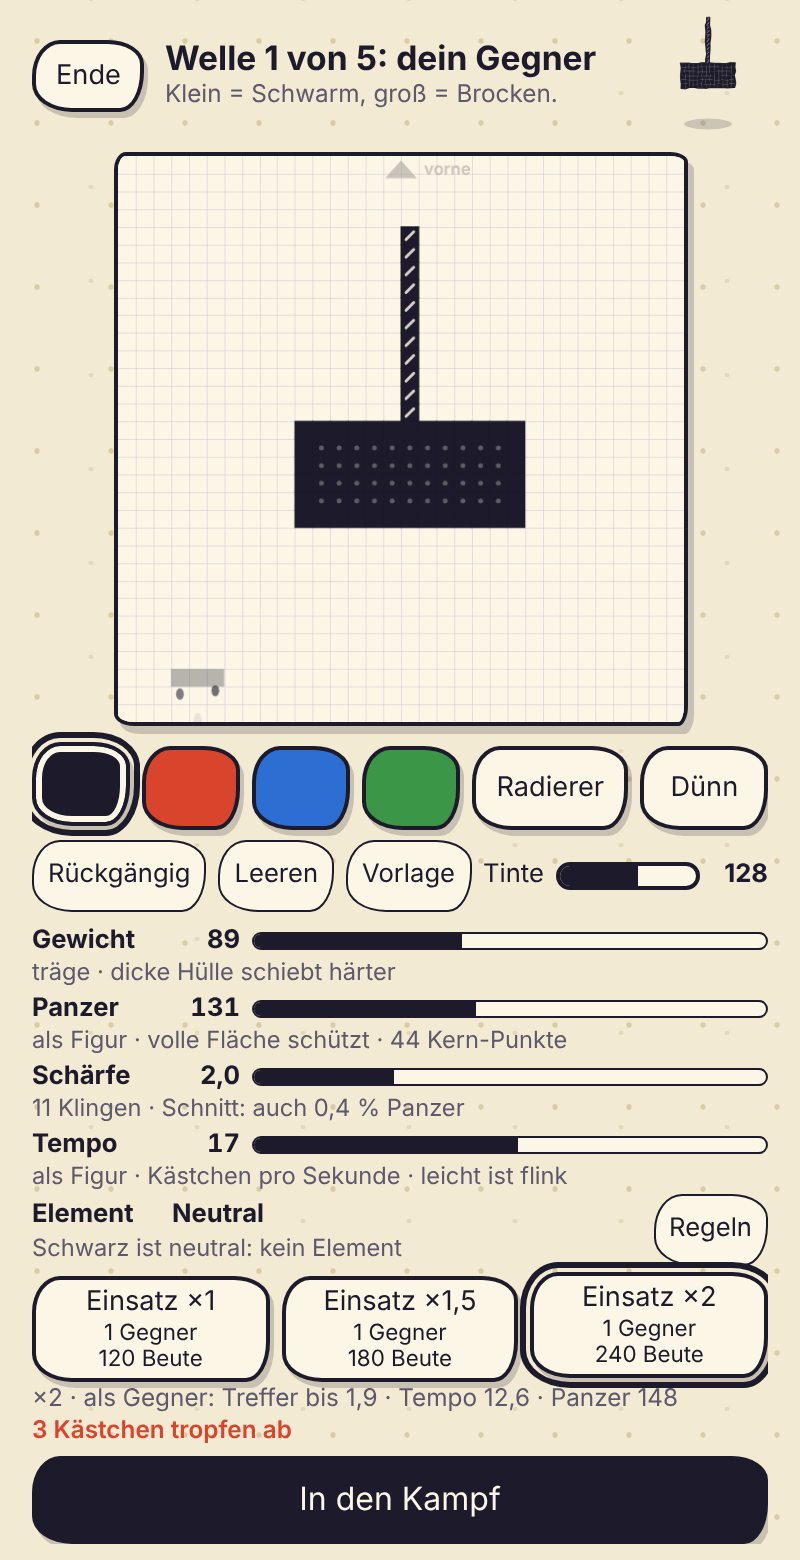 Ende
Welle 1 von 5: dein Gegner
Klein = Schwarm, groß = Brocken.
vorne
Radierer
Dünn
Rückgängig
Leeren
Vorlage
Tinte
128
Gewicht 89
träge · dicke Hülle schiebt härter
Panzer 131
als Figur · volle Fläche schützt · 44 Kern-Punkte
Schärfe 2,0
11 Klingen · Schnitt: auch 0,4 % Panzer
Tempo 17
als Figur · Kästchen pro Sekunde · leicht ist flink
Element Neutral
Schwarz ist neutral: kein Element
Regeln
Einsatz ×1
1 Gegner
120 Beute
Einsatz ×1,5
1 Gegner
180 Beute
Einsatz ×2
1 Gegner
240 Beute
×2 · als Gegner: Treffer bis 1,9 · Tempo 12,6 · Panzer 148
3 Kästchen tropfen ab
In den Kampf